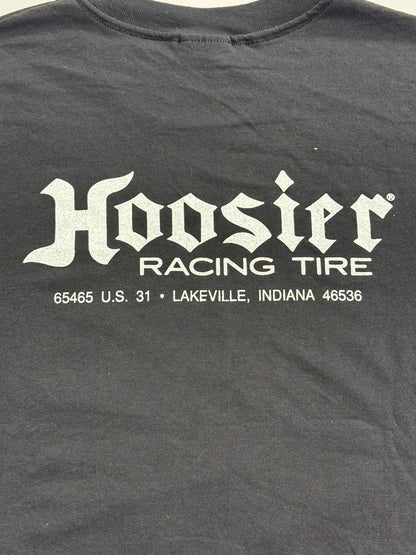 Hoosier®
RACING TIRE
65465 U.S. 31 • LAKEVILLE, INDIANA 46536